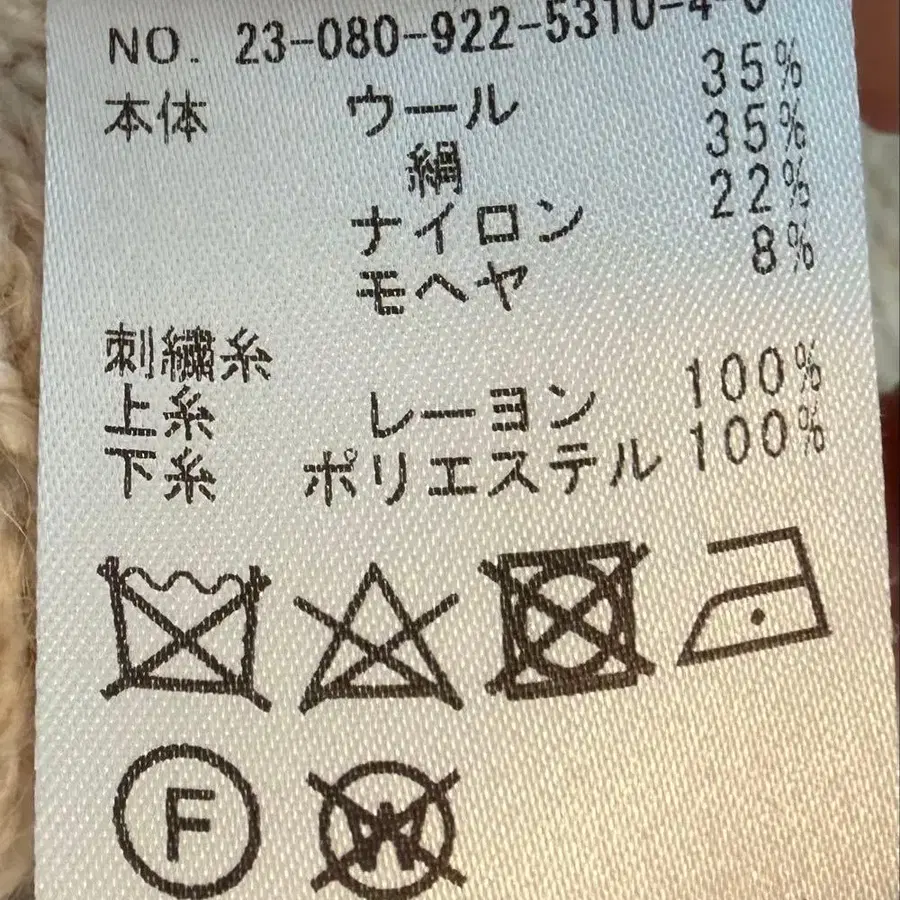 NO. 23-080-922-5310-4-
本体 ウール 35%
絹 35%
ナイロン 22%
モヘヤ 8%
刺繍糸
上糸 レーヨン 100%
下糸 ポリエステル 100%
F
W